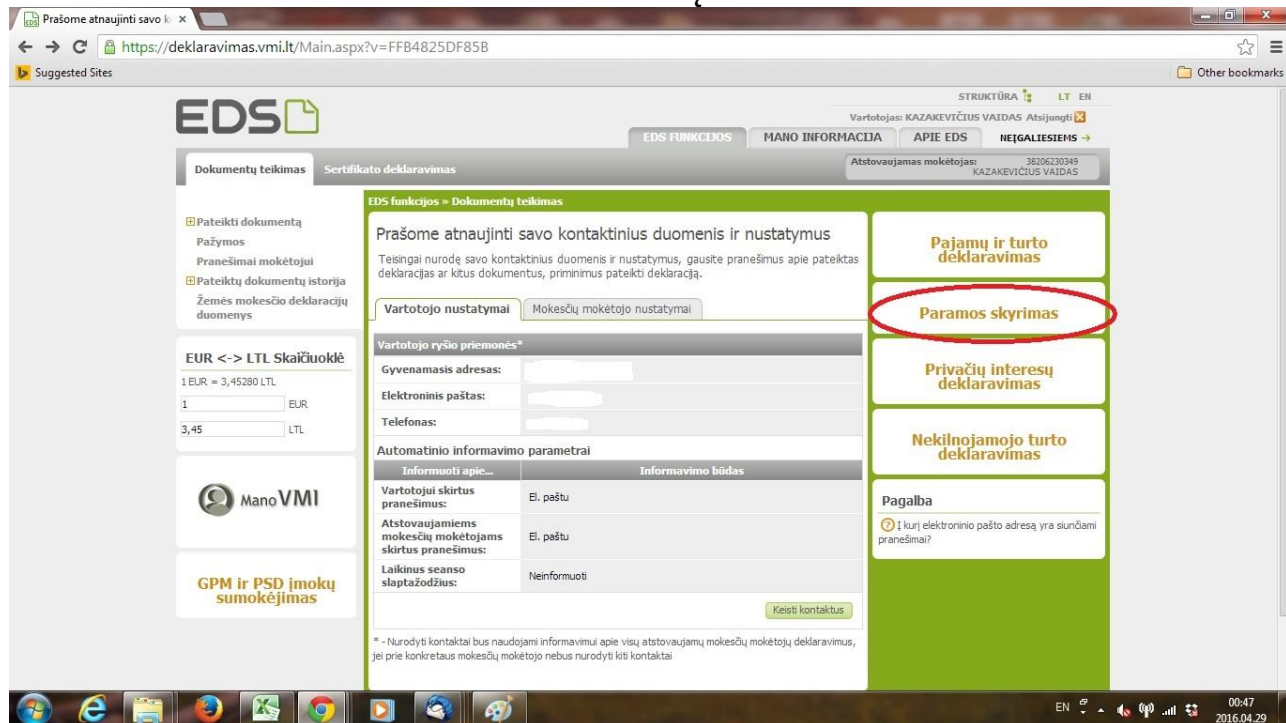 Prašome atnaujinti savo k
https://deklaravimas.vmi.lt/Main.aspx?v=FFB4825DF85B
Suggested Sites
Other bookmarks
EDS
STRUKTŪRA LT EN
Vartotojas: KAZAKEVIČIUS VAIDAS Atsijungti
EDS FUNKCIJOS MANO INFORMACIJA APIE EDS NEĮGALIESIEMS →
Dokumentų teikimas Sertifikato deklaravimas
Atstovaujamas mokėtojas: 38206230349
KAZAKEVIČIUS VAIDAS
Pateikti dokumentą
Pažymos
Pranešimai mokėtojui
Pateiktų dokumentų istorija
Žemės mokesčio deklaracijų
duomenys
EUR <-> LTL Skaičiuoklė
1 EUR = 3,45280 LTL
1 EUR
3,45 LTL
Mano VMI
GPM ir PSD įmokų
sumokėjimas
EDS funkcijos » Dokumentų teikimas
Prašome atnaujinti savo kontaktinius duomenis ir nustatymus
Teisingai nurodę savo kontaktinius duomenis ir nustatymus, gausite pranešimus apie pateiktas
deklaracijas ar kitus dokumentus, priminimus pateikti deklaraciją.
Vartotojo nustatymai Mokesčių mokėtojo nustatymai
Vartotojo ryšio priemonės*
Gyvenamasis adresas:
Elektroninis paštas:
Telefonas:
Automatinio informavimo parametrai
Informuoti apie... Informavimo būdas
Vartotojui skirtus
pranešimus: El. paštu
Atstovaujamiems
mokesčių mokėtojams
skirtus pranešimus: El. paštu
Laikinus seanso
slaptažodžius: Neinformuoti
Keisti kontaktus
* - Nurodyti kontaktai bus naudojami informavimui apie visų atstovaujamų mokesčių mokėtojų deklaravimus,
jei prie konkretaus mokesčių mokėtojo nebus nurodyti kiti kontaktai
Pajamų ir turto
deklaravimas
Paramos skyrimas
Privačių interesų
deklaravimas
Nekilnojamojo turto
deklaravimas
Pagalba
Į kurį elektroninio pašto adresą yra siunčiami
pranešimai?
EN
00:47
2016.04.29